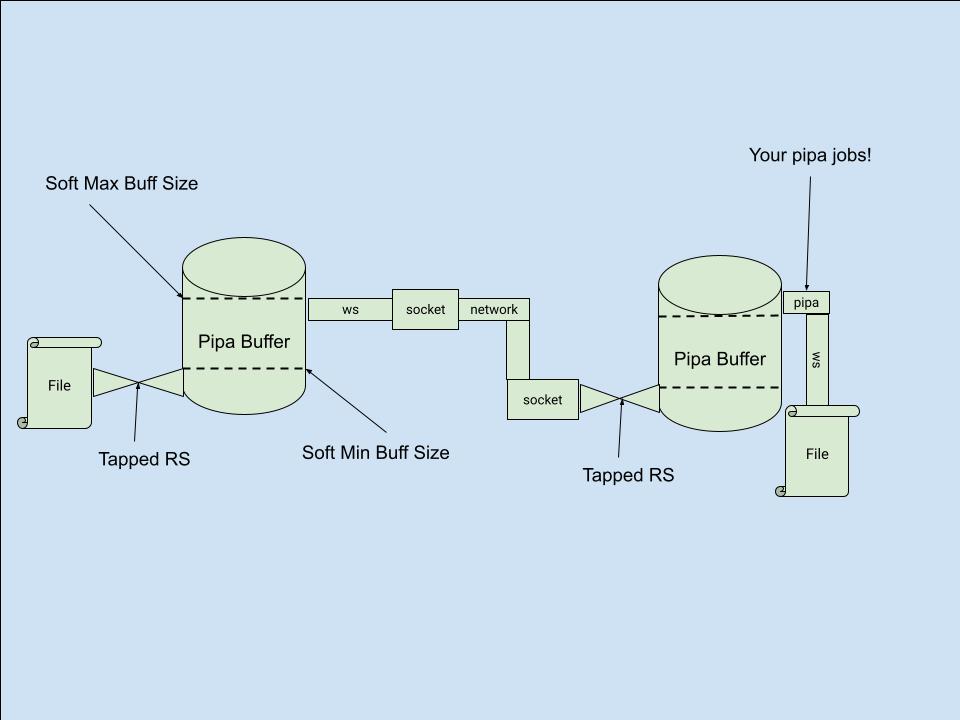 Your pipa jobs!
Soft Max Buff Size
pipa
ws
socket
network
Pipa Buffer
Pipa Buffer
ws
File
socket
Tapped RS
Soft Min Buff Size
File
Tapped RS